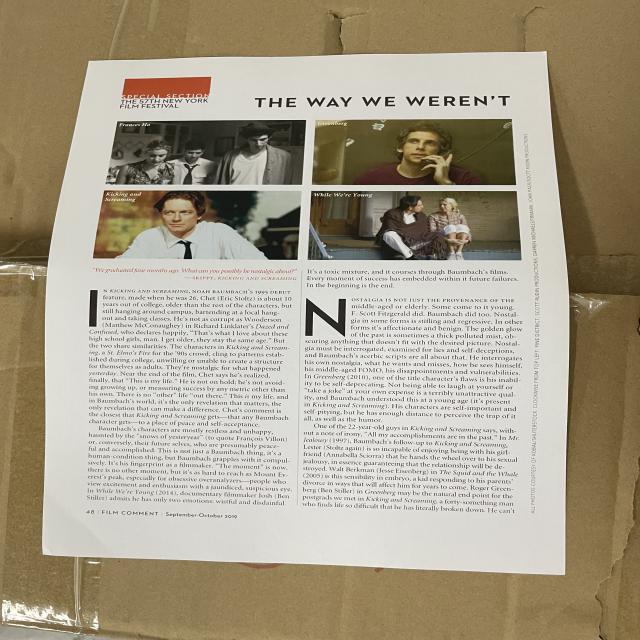 SPECIAL SECTION
THE 57TH NEW YORK
FILM FESTIVAL
THE WAY WE WEREN'T
Frances Ha
Greenberg
Kicking and
Screaming
While We're Young
"We graduated four months ago. What can you possibly be nostalgic about?"
—SKIPPY, KICKING AND SCREAMING
IN KICKING AND SCREAMING, NOAH BAUMBACH'S 1995 DEBUT
feature, made when he was 26, Chet (Eric Stoltz) is about 10
years out of college, older than the rest of the characters, but
still hanging around campus, bartending at a local hang-
out and taking classes. He's not as corrupt as Wooderson
(Matthew McConaughey) in Richard Linklater's Dazed and
Confused, who declares happily, "That's what I love about these
high school girls, man. I get older, they stay the same age." But
the two share similarities. The characters in Kicking and Scream-
ing, a St. Elmo's Fire for the '90s crowd, cling to patterns estab-
lished during college, unwilling or unable to create a structure
for themselves as adults. They're nostalgic for what happened
yesterday. Near the end of the film, Chet says he's realized,
finally, that "This is my life." He is not on hold; he's not avoid-
ing growing up, or measuring success by any metric other than
his own. There is no "other" life "out there." This is my life, and
in Baumbach's world, it's the only revelation that matters, the
only revelation that can make a difference. Chet's comment is
the closest that Kicking and Screaming gets—that any Baumbach
character gets—to a place of peace and self-acceptance.
Baumbach's characters are mostly restless and unhappy,
haunted by the "snows of yesteryear" (to quote François Villon)
or, conversely, their future selves, who are presumably peace-
ful and accomplished. This is not just a Baumbach thing, it's a
human condition thing, but Baumbach grapples with it compul-
sively. It's his fingerprint as a filmmaker. "The moment" is now,
there is no other moment, but it's as hard to reach as Mount Ev-
erest's peak, especially for obsessive overanalyzers—people who
view excitement and enthusiasm with a jaundiced, suspicious eye.
In While We're Young (2014), documentary filmmaker Josh (Ben
Stiller) admits he has only two emotions: wistful and disdainful.
It's a toxic mixture, and it courses through Baumbach's films.
Every moment of success has embedded within it future failures.
In the beginning is the end.
NOSTALGIA IS NOT JUST THE PROVENANCE OF THE
middle-aged or elderly. Some come to it young.
F. Scott Fitzgerald did. Baumbach did too. Nostal-
gia in some forms is stifling and regressive. In other
forms it's affectionate and benign. The golden glow
of the past is sometimes a thick polluted mist, ob-
scuring anything that doesn't fit with the desired picture. Nostal-
gia must be interrogated, examined for lies and self-deceptions,
and Baumbach's acerbic scripts are all about that. He interrogates
his own nostalgia, what he wants and misses, how he sees himself,
his middle-aged FOMO, his disappointments and vulnerabilities.
In Greenberg (2010), one of the title character's flaws is his inabil-
ity to be self-deprecating. Not being able to laugh at yourself or
"take a joke" at your own expense is a terribly unattractive qual-
ity, and Baumbach understood this at a young age (it's present
in Kicking and Screaming). His characters are self-important and
self-pitying, but he has enough distance to perceive the trap of it
all, as well as the humor.
One of the 22-year-old guys in Kicking and Screaming says, with-
out a note of irony, "All my accomplishments are in the past." In Mr.
Jealousy (1997), Baumbach's follow-up to Kicking and Screaming,
Lester (Stoltz again) is so incapable of enjoying being with his girl-
friend (Annabella Sciorra) that he hands the wheel over to his sexual
jealousy, in essence guaranteeing that the relationship will be de-
stroyed. Walt Berkman (Jesse Eisenberg) in The Squid and the Whale
(2005) is this sensibility in embryo, a kid responding to his parents'
divorce in ways that will affect him for years to come. Roger Green-
berg (Ben Stiller) in Greenberg may be the natural end point for the
postgrads we met in Kicking and Screaming, a forty-something man
who finds life so difficult that he has literally broken down. He can't
48 | FILM COMMENT | September-October 2019